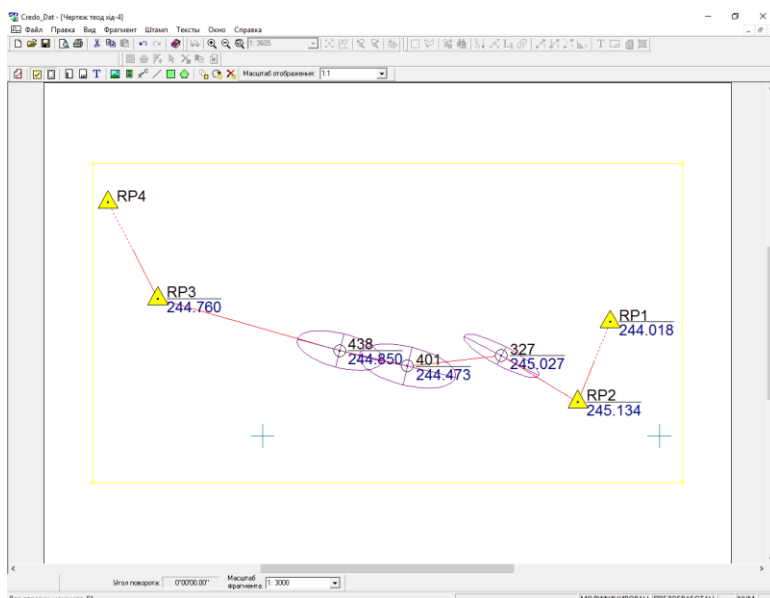 Credo_Dat - [Чертеж теод хід-4]
Файл Правка Вид Фрагмент Штамп Тексты Окно Справка
1: 3605
Масштаб отображения: 1:1
RP4
RP3
244.760
438
244.850
401
244.473
327
245.027
RP1
244.018
RP2
245.134
Угол поворота: 0°00'00.00"
Масштаб
фрагмента: 1: 3000